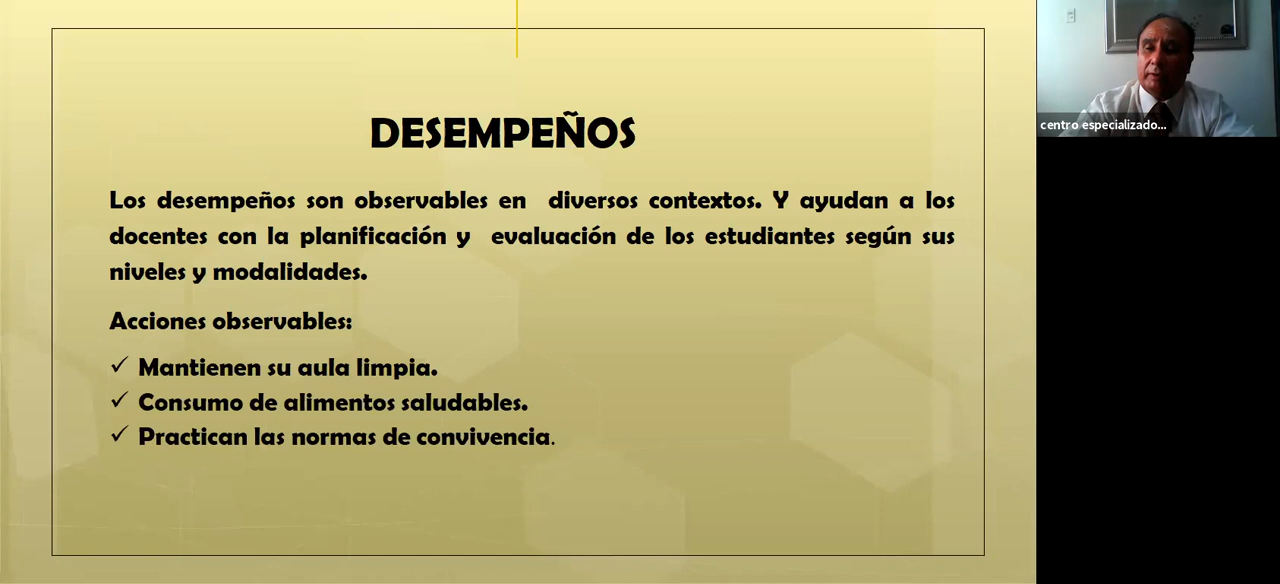 DESEMPEÑOS
Los desempeños son observables en diversos contextos. Y ayudan a los
docentes con la planificación y evaluación de los estudiantes según sus
niveles y modalidades.
Acciones observables:
✓ Mantienen su aula limpia.
✓ Consumo de alimentos saludables.
✓ Practican las normas de convivencia.
centro especializado...